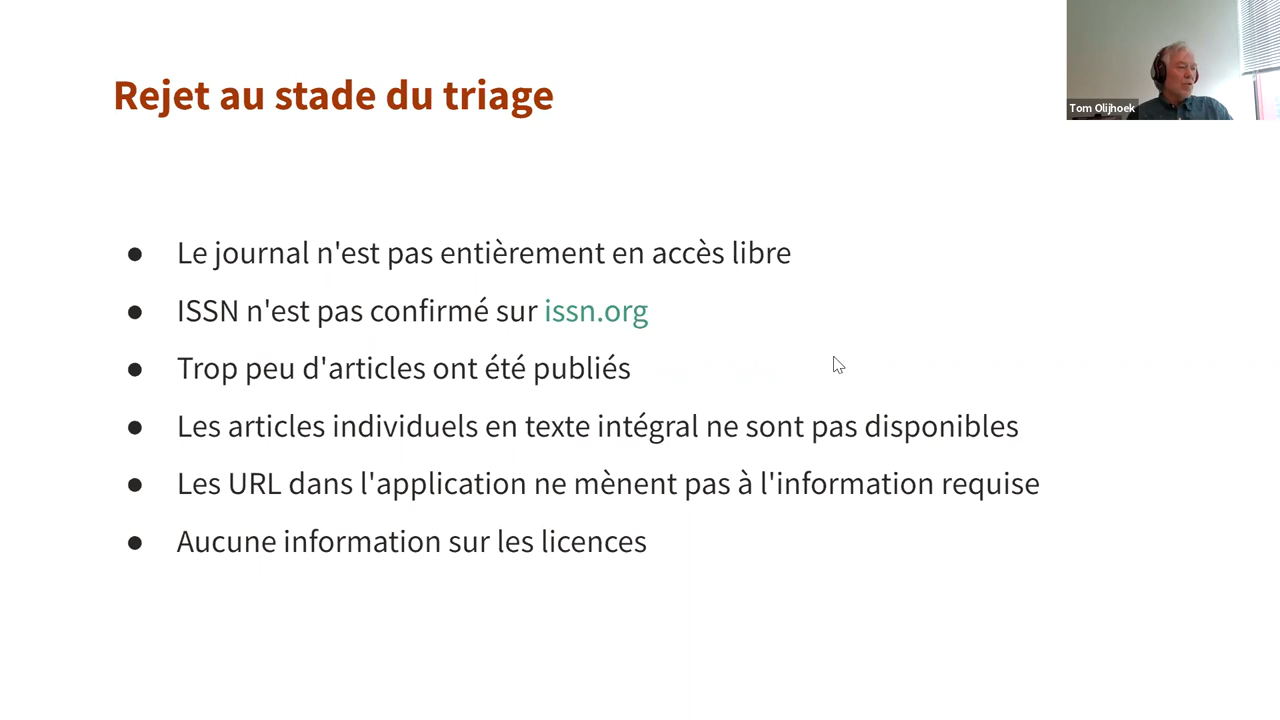 Rejet au stade du triage
Tom Olijhoek
● Le journal n'est pas entièrement en accès libre
● ISSN n'est pas confirmé sur issn.org
● Trop peu d'articles ont été publiés
● Les articles individuels en texte intégral ne sont pas disponibles
● Les URL dans l'application ne mènent pas à l'information requise
● Aucune information sur les licences